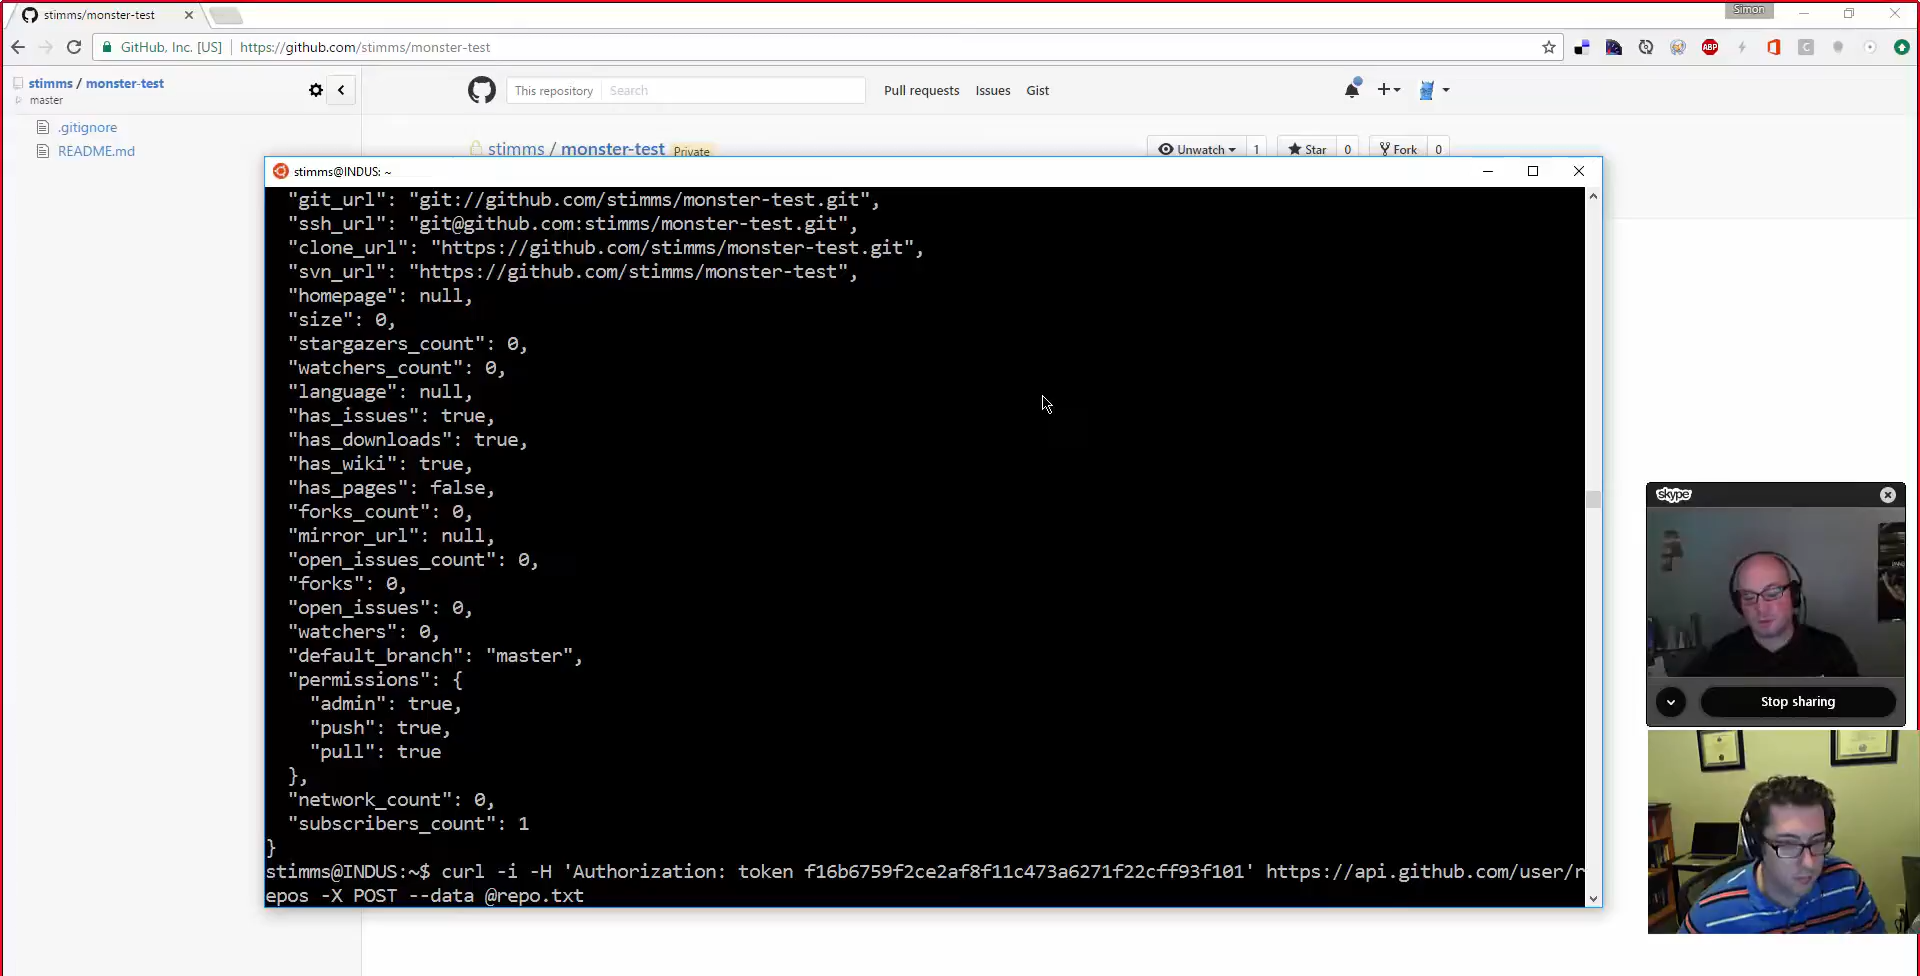 stimms/monster-test
Simon
GitHub, Inc. [US] https://github.com/stimms/monster-test
ABP
stimms / monster-test
master
.gitignore
README.md
This repository Search
Pull requests Issues Gist
stimms / monster-test Private
Unwatch 1 Star 0 Fork 0
stimms@INDUS: ~
"git_url": "git://github.com/stimms/monster-test.git",
"ssh_url": "git@github.com:stimms/monster-test.git",
"clone_url": "https://github.com/stimms/monster-test.git",
"svn_url": "https://github.com/stimms/monster-test",
"homepage": null,
"size": 0,
"stargazers_count": 0,
"watchers_count": 0,
"language": null,
"has_issues": true,
"has_downloads": true,
"has_wiki": true,
"has_pages": false,
"forks_count": 0,
"mirror_url": null,
"open_issues_count": 0,
"forks": 0,
"open_issues": 0,
"watchers": 0,
"default_branch": "master",
"permissions": {
"admin": true,
"push": true,
"pull": true
},
"network_count": 0,
"subscribers_count": 1
}
stimms@INDUS:~$ curl -i -H 'Authorization: token f16b6759f2ce2af8f11c473a6271f22cff93f101' https://api.github.com/user/r
epos -X POST --data @repo.txt
skype
Stop sharing